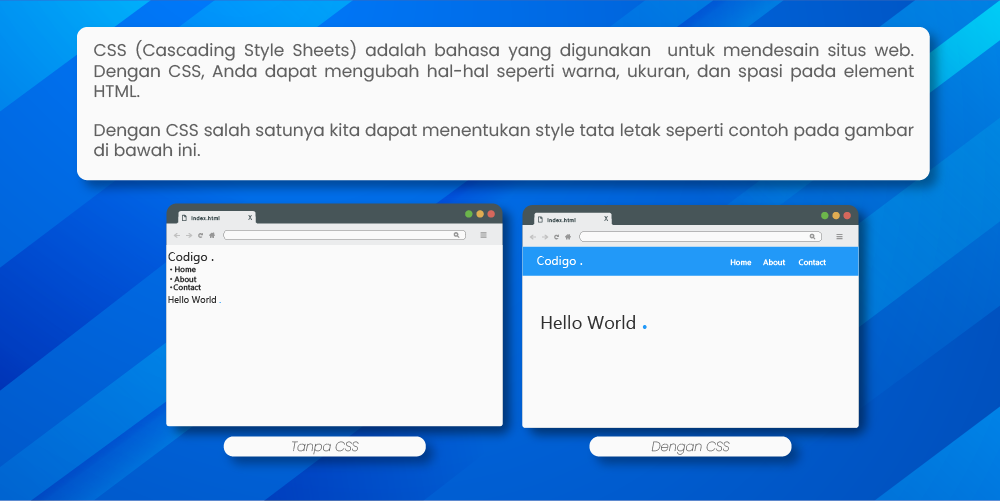 CSS (Cascading Style Sheets) adalah bahasa yang digunakan untuk mendesain situs web.
Dengan CSS, Anda dapat mengubah hal-hal seperti warna, ukuran, dan spasi pada element
HTML.
Dengan CSS salah satunya kita dapat menentukan style tata letak seperti contoh pada gambar
di bawah ini.
Index.html X
Codigo .
• Home
• About
•Contact
Hello World .
Tanpa CSS
Index.html X
Codigo . Home About Contact
Hello World .
Dengan CSS